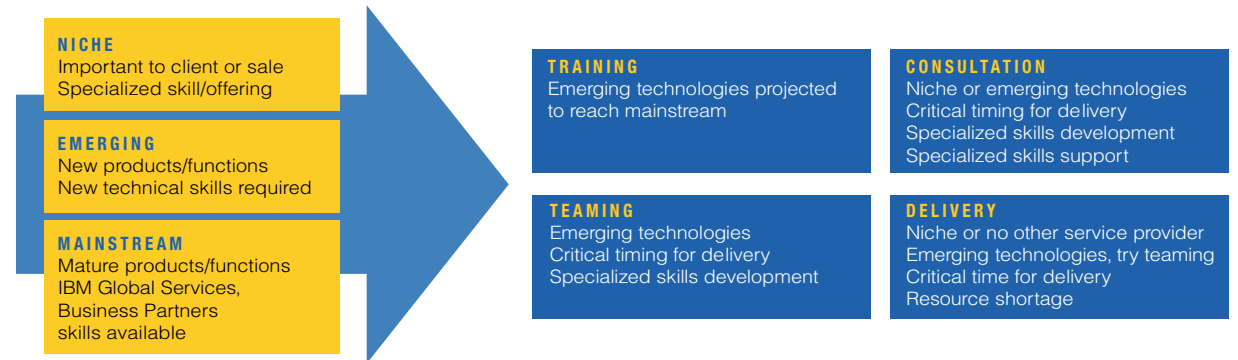 NICHE
Important to client or sale
Specialized skill/offering
EMERGING
New products/functions
New technical skills required
MAINSTREAM
Mature products/functions
IBM Global Services,
Business Partners
skills available
TRAINING
Emerging technologies projected
to reach mainstream
CONSULTATION
Niche or emerging technologies
Critical timing for delivery
Specialized skills development
Specialized skills support
TEAMING
Emerging technologies
Critical timing for delivery
Specialized skills development
DELIVERY
Niche or no other service provider
Emerging technologies, try teaming
Critical time for delivery
Resource shortage